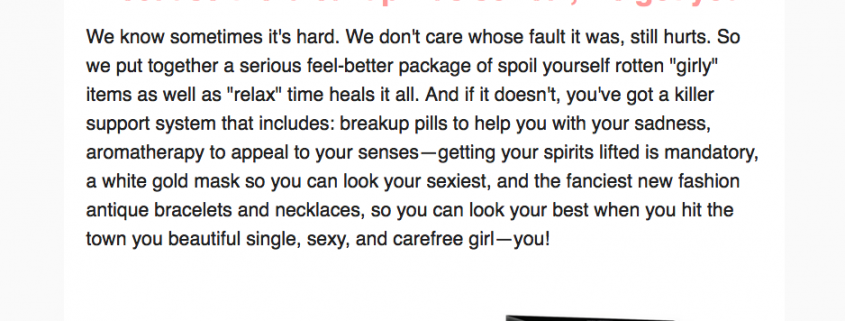 We know sometimes it's hard. We don't care whose fault it was, still hurts. So
we put together a serious feel-better package of spoil yourself rotten "girly"
items as well as "relax" time heals it all. And if it doesn't, you've got a killer
support system that includes: breakup pills to help you with your sadness,
aromatherapy to appeal to your senses—getting your spirits lifted is mandatory,
a white gold mask so you can look your sexiest, and the fanciest new fashion
antique bracelets and necklaces, so you can look your best when you hit the
town you beautiful single, sexy, and carefree girl—you!